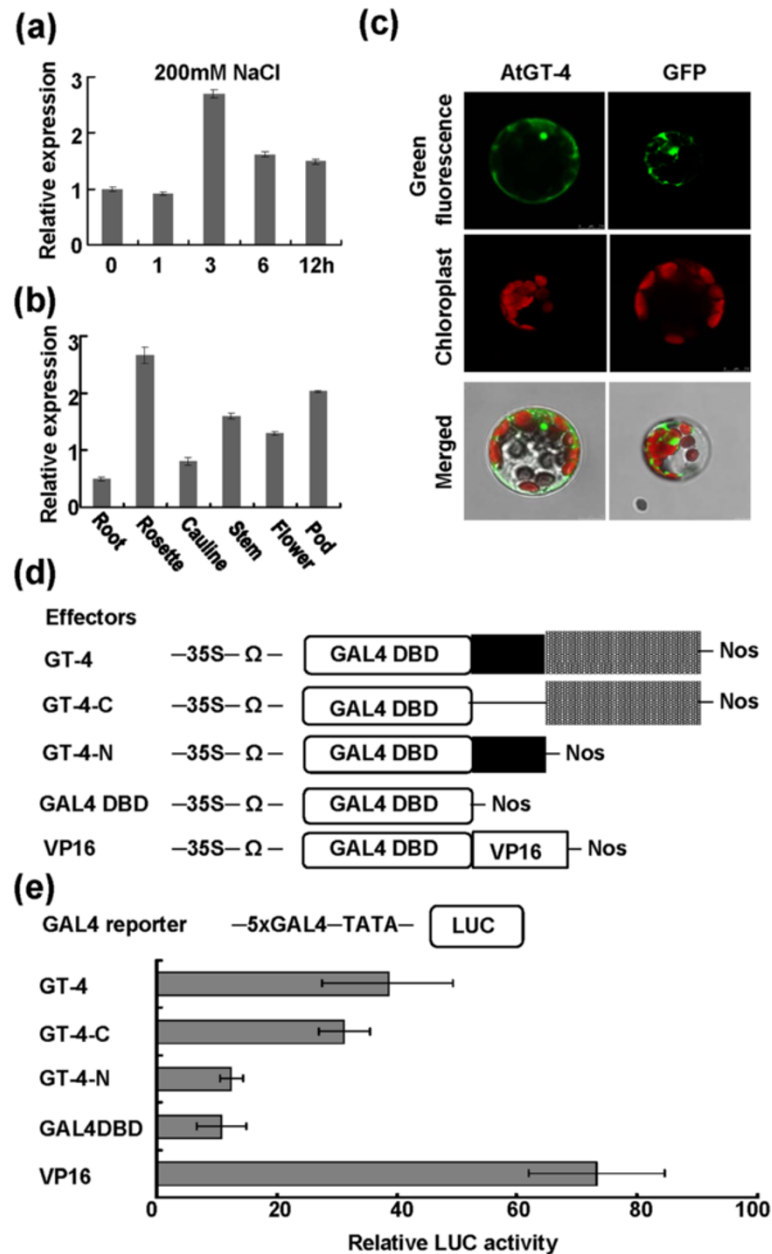 (a)
200mM NaCl
Relative expression
3
2
1
0
0 1 3 6 12h
(b)
Relative expression
3
2
1
0
Root Rosette Cauline Stem Flower Pod
(c)
AtGT-4 GFP
Green fluorescence
Chloroplast
Merged
(d)
Effectors
GT-4 –35S– Ω – GAL4 DBD – Nos
GT-4-C –35S– Ω – GAL4 DBD – Nos
GT-4-N –35S– Ω – GAL4 DBD – Nos
GAL4 DBD –35S– Ω – GAL4 DBD – Nos
VP16 –35S– Ω – GAL4 DBD VP16 – Nos
(e)
GAL4 reporter –5xGAL4–TATA– LUC
GT-4
GT-4-C
GT-4-N
GAL4DBD
VP16
0 20 40 60 80 100
Relative LUC activity